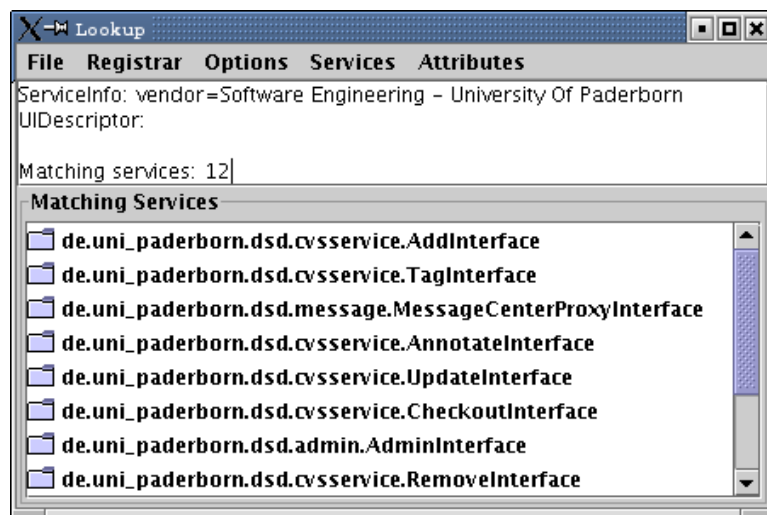 Lookup
File Registrar Options Services Attributes
ServiceInfo: vendor=Software Engineering – University Of Paderborn
UIDescriptor:
Matching services: 12
Matching Services
de.uni_paderborn.dsd.cvsservice.AddInterface
de.uni_paderborn.dsd.cvsservice.TagInterface
de.uni_paderborn.dsd.message.MessageCenterProxyInterface
de.uni_paderborn.dsd.cvsservice.AnnotateInterface
de.uni_paderborn.dsd.cvsservice.UpdateInterface
de.uni_paderborn.dsd.cvsservice.CheckoutInterface
de.uni_paderborn.dsd.admin.AdminInterface
de.uni_paderborn.dsd.cvsservice.RemoveInterface